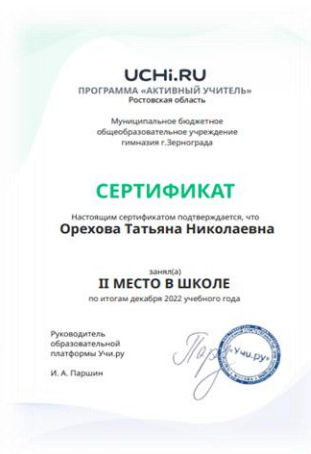 UCHi.RU
ПРОГРАММА «АКТИВНЫЙ УЧИТЕЛЬ»
Ростовская область
Муниципальное бюджетное
общеобразовательное учреждение
гимназия г.Зернограда
СЕРТИФИКАТ
Настоящим сертификатом подтверждается, что
Орехова Татьяна Николаевна
занял(а)
II МЕСТО В ШКОЛЕ
по итогам декабря 2022 учебного года
Руководитель
образовательной
платформы Учи.ру
И. А. Паршин
«Учи.ру»